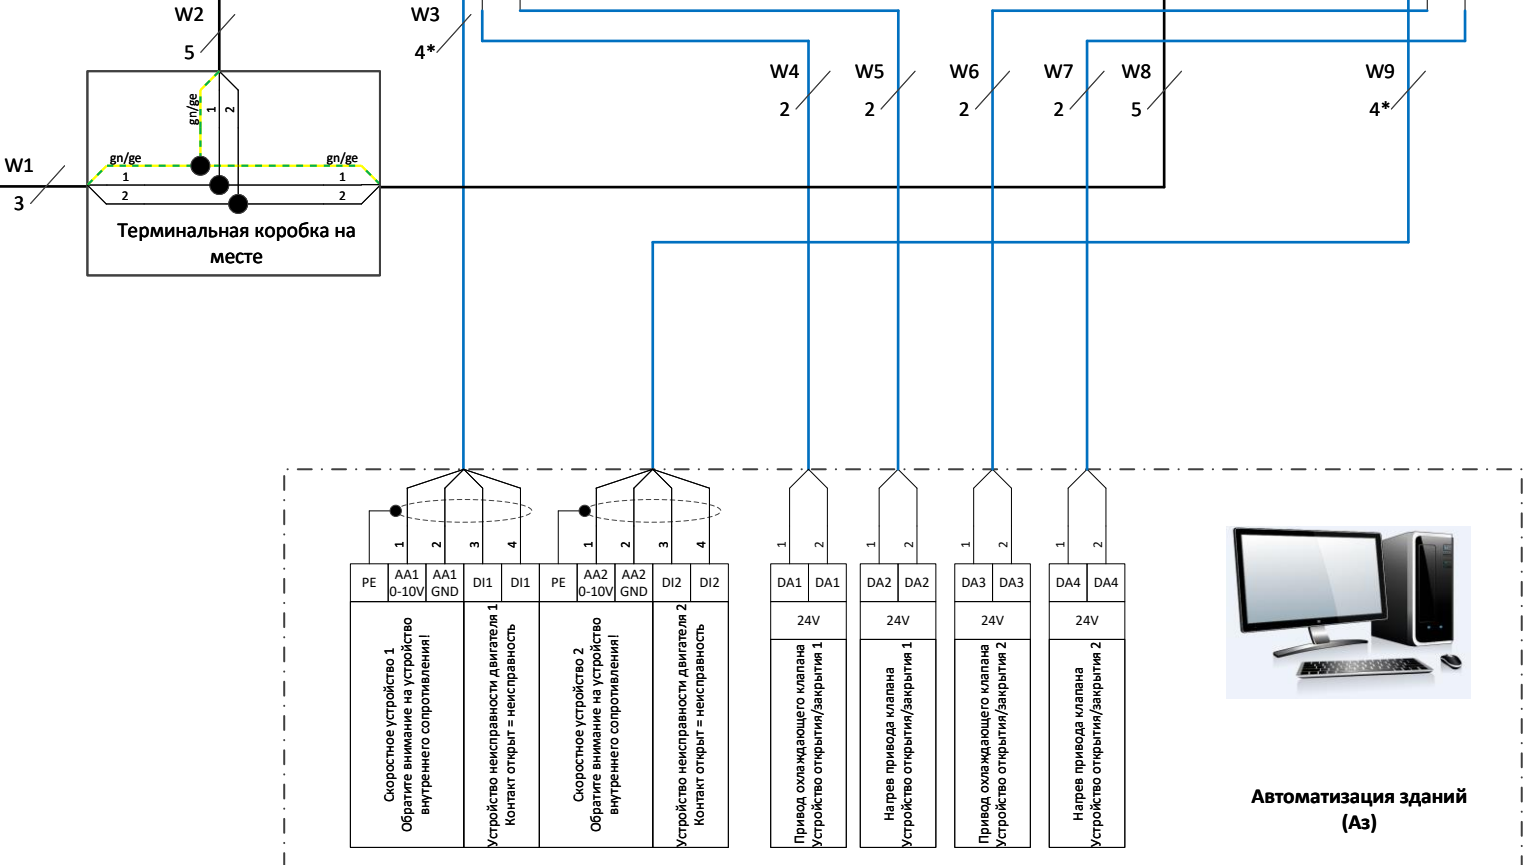 W2
5
W3
4*
W4
2
W5
2
W6
2
W7
2
W8
5
W9
4*
W1
3
gn/ge
1
2
gn/ge
1
2
gn/ge
1
2
Терминальная коробка на
месте
1
2
3
4
1
2
3
4
1
2
1
2
1
2
1
2
PE
AA1
0-10V
AA1
GND
DI1
DI1
PE
AA2
0-10V
AA2
GND
DI2
DI2
DA1
DA1
DA2
DA2
DA3
DA3
DA4
DA4
24V
24V
24V
24V
Скоростное устройство 1
Обратите внимание на устройство
внутреннего сопротивления!
Устройство неисправности двигателя 1
Контакт открыт = неисправность
Скоростное устройство 2
Обратите внимание на устройство
внутреннего сопротивления!
Устройство неисправности двигателя 2
Контакт открыт = неисправность
Привод охлаждающего клапана
Устройство открытия/закрытия 1
Нагрев привода клапана
Устройство открытия/закрытия 1
Привод охлаждающего клапана
Устройство открытия/закрытия 2
Нагрев привода клапана
Устройство открытия/закрытия 2
Автоматизация зданий
(Аз)